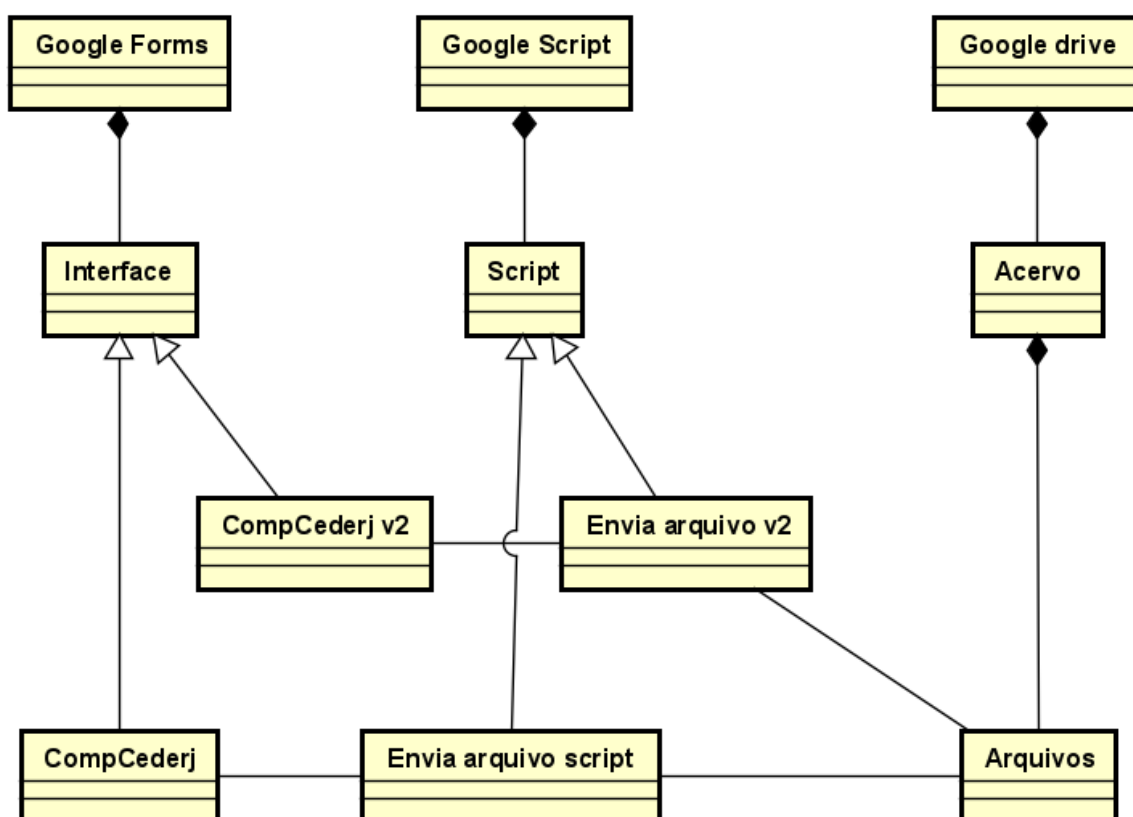 Google Forms
Google Script
Google drive
Interface
Script
Acervo
CompCederj v2
Envia arquivo v2
CompCederj
Envia arquivo script
Arquivos